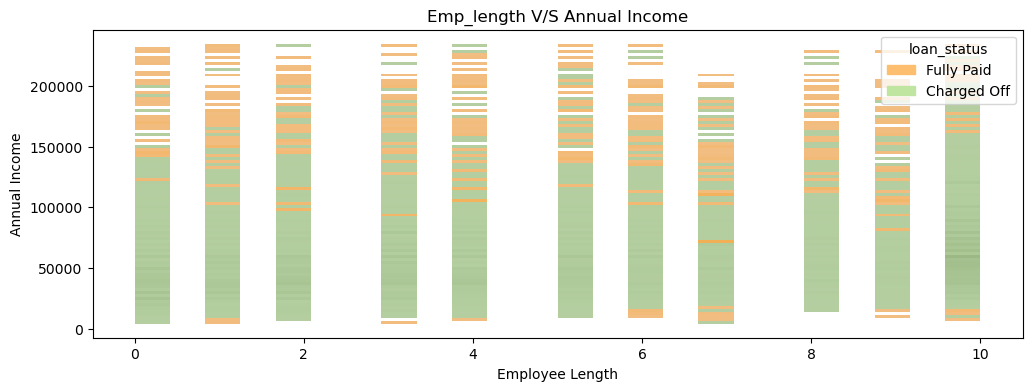 Emp_length V/S Annual Income
loan_status
Fully Paid
Charged Off
Annual Income
200000
150000
100000
50000
0
0 2 4 6 8 10
Employee Length